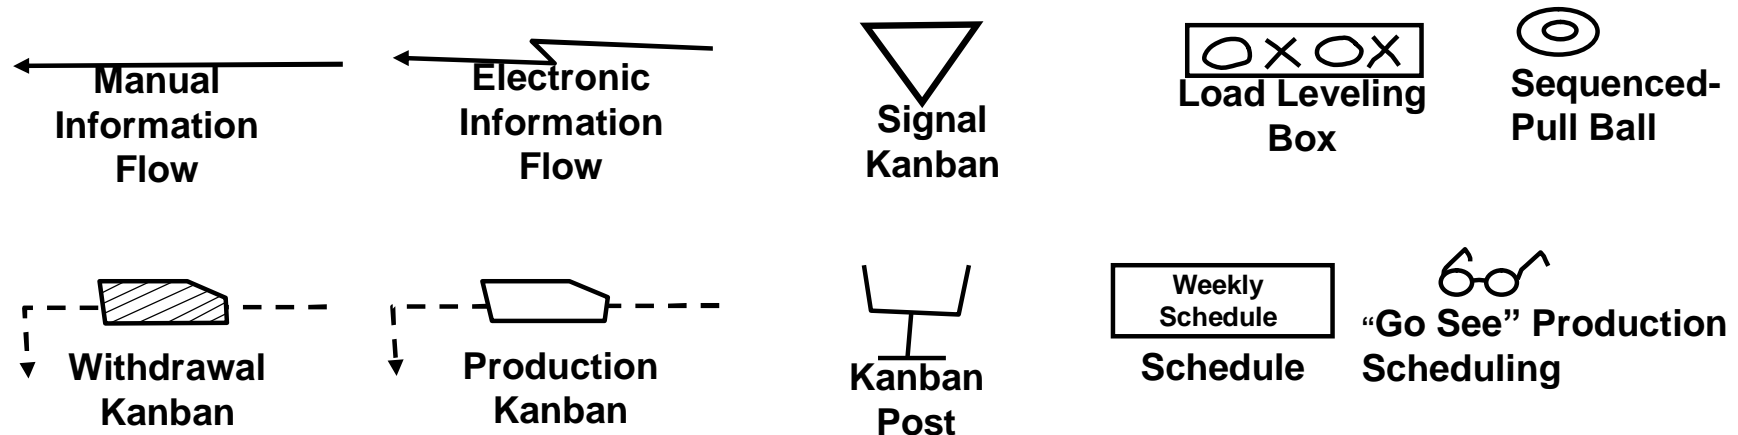 Manual
Information
Flow
Electronic
Information
Flow
Signal
Kanban
Load Leveling
Box
Sequenced-
Pull Ball
Withdrawal
Kanban
Production
Kanban
Kanban
Post
Weekly
Schedule
Schedule
“Go See” Production
Scheduling